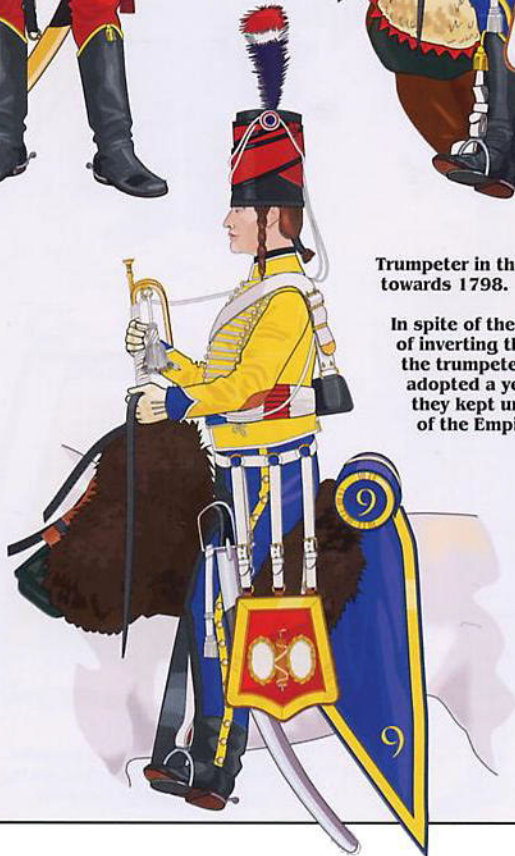 Trumpeter in th
towards 1798.
In spite of the
of inverting th
the trumpete
adopted a ye
they kept un
of the Empi
9
9